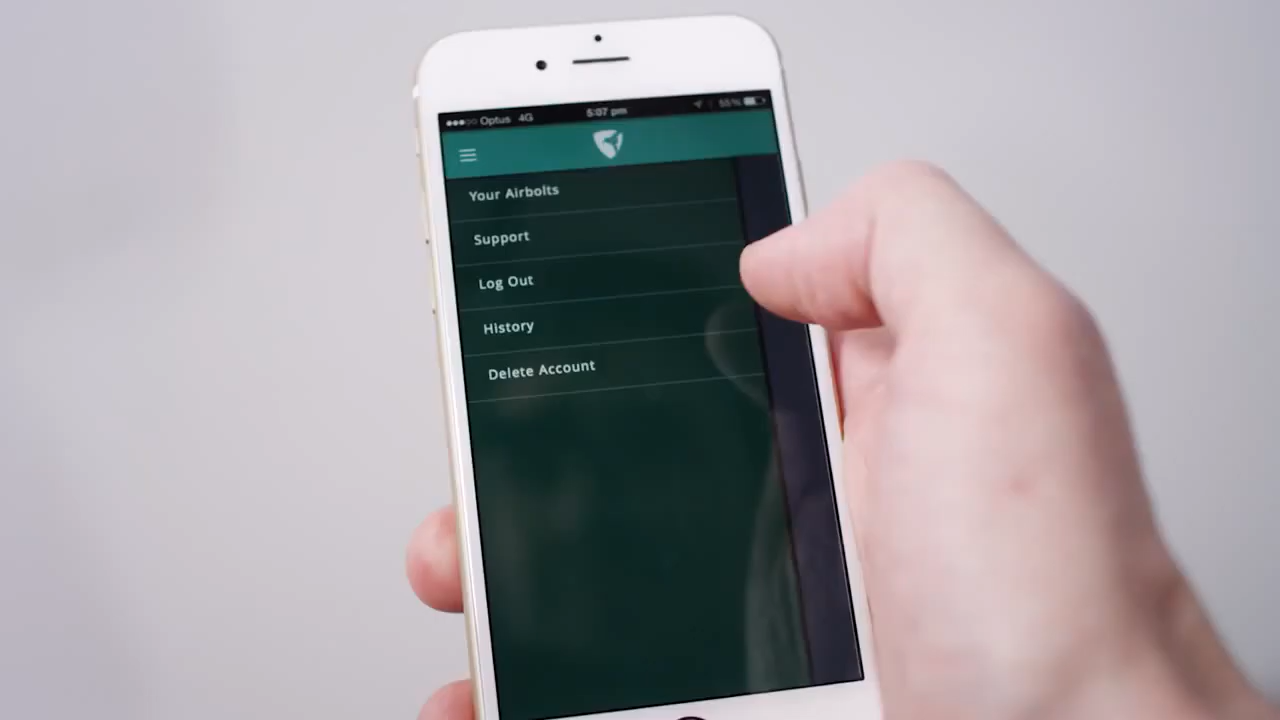 Optus 4G 5:07 pm 55%
Your Airbolts
Support
Log Out
History
Delete Account